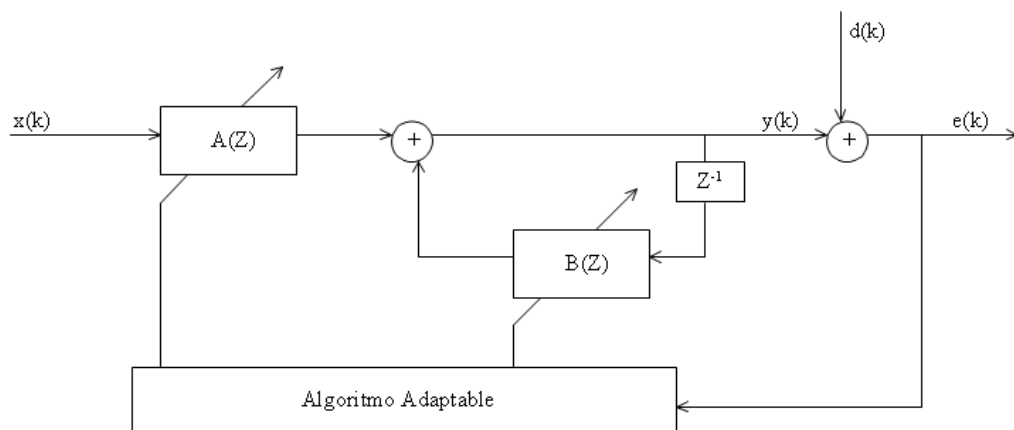 d(k)
x(k)
A(Z)
+
y(k)
+
e(k)
Z-1
B(Z)
Algoritmo Adaptable